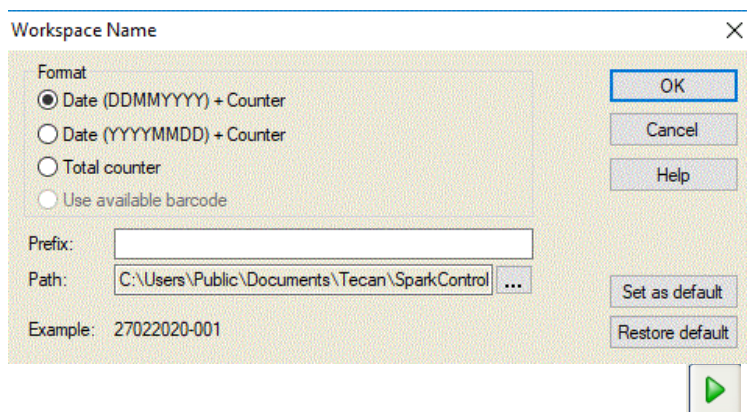 Workspace Name
Format
Date (DDMMYYYY) + Counter
Date (YYYYMMDD) + Counter
Total counter
Use available barcode
OK
Cancel
Help
Prefix:
Path: C:\Users\Public\Documents\Tecan\SparkControl ...
Example: 27022020-001
Set as default
Restore default